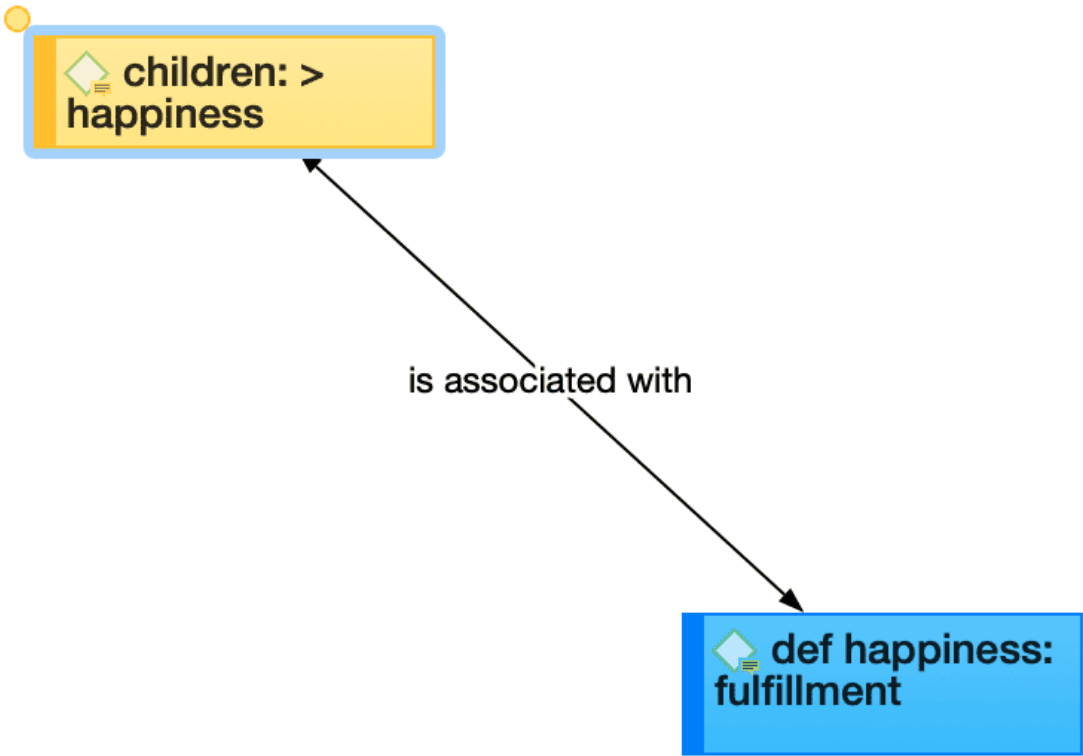 children: >
happiness
is associated with
def happiness:
fulfillment